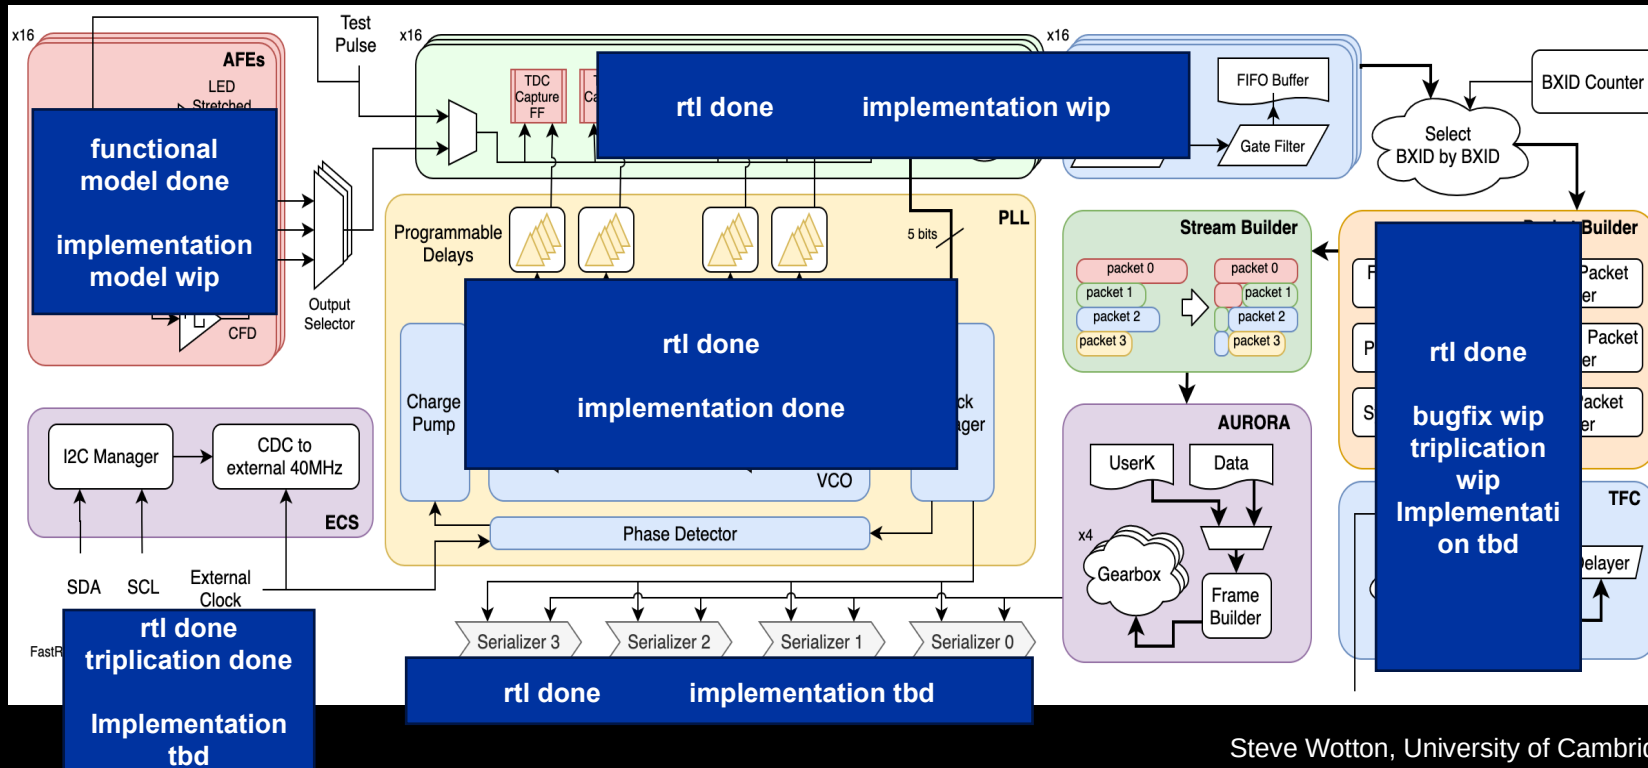 x16
AFEs
LED
Stretched
functional
model done
implementation
model wip
CFD
Test
Pulse
Output
Selector
x16
TDC
Capture
FF
rtl done
implementation wip
x16
FIFO Buffer
Gate Filter
BXID Counter
Select
BXID by BXID
Programmable
Delays
PLL
5 bits
rtl done
implementation done
Charge
Pump
VCO
Phase Detector
Stream Builder
packet 0
packet 1
packet 2
packet 3
packet 0
packet 1
packet 2
packet 3
Builder
Packet
Packet
rtl done
bugfix wip
triplication
wip
Implementati
on tbd
TFC
Delayer
I2C Manager
CDC to
external 40MHz
ECS
SDA
SCL
External
Clock
rtl done
triplication done
Implementation
tbd
AURORA
UserK
Data
x4
Gearbox
Frame
Builder
Serializer 3
Serializer 2
Serializer 1
Serializer 0
rtl done
implementation tbd
Steve Wotton, University of